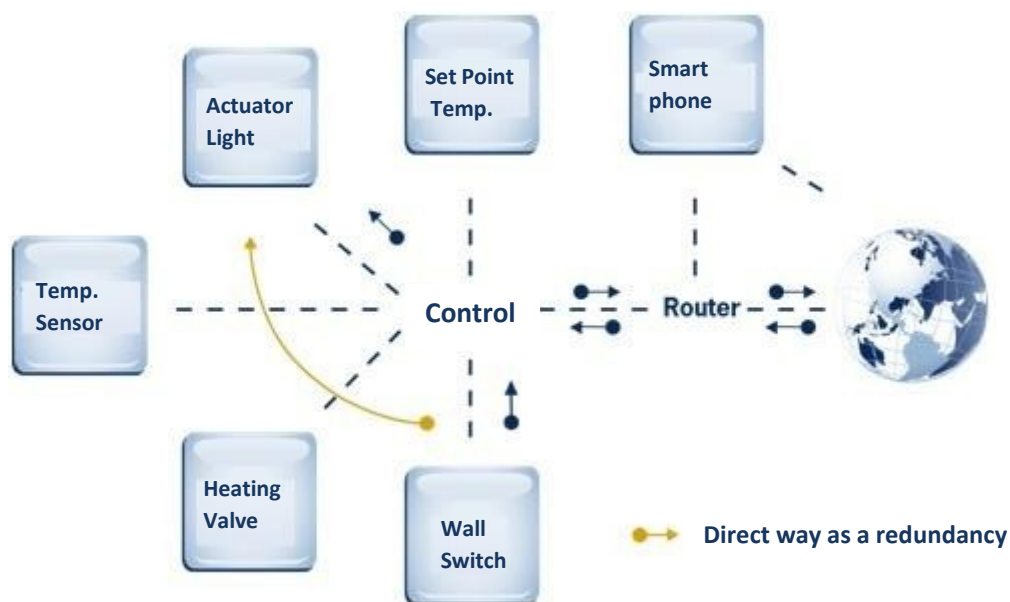 Actuator
Light
Set Point
Temp.
Smart
phone
Temp.
Sensor
Control
Router
Heating
Valve
Wall
Switch
Direct way as a redundancy